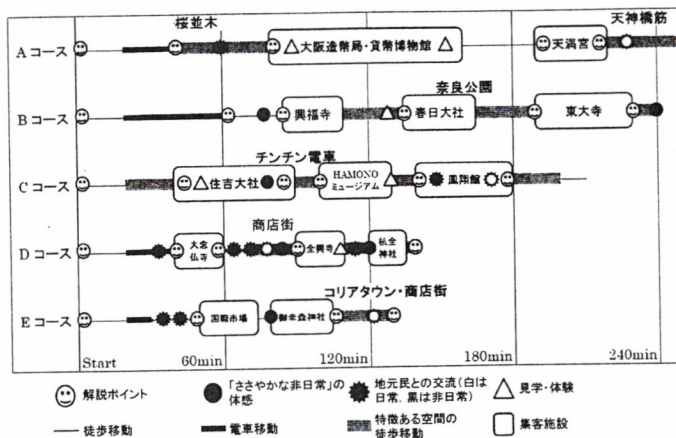 桜並木
天神橋筋
Aコース
大阪造幣局・貨幣博物館
天満宮
奈良公園
Bコース
興福寺
春日大社
東大寺
チンチン電車
Cコース
住吉大社
HAMONO
ミュージアム
鳳翔館
商店街
Dコース
大念
仏寺
全興寺
杭全
神社
コリアタウン・商店街
Eコース
国際市場
御幸森神社
Start
60min
120min
180min
240min
解説ポイント
「ささやかな非日常」の
体感
地元民との交流(白は
日常、黒は非日常)
見学・体験
徒歩移動
電車移動
特徴ある空間の
徒歩移動
集客施設